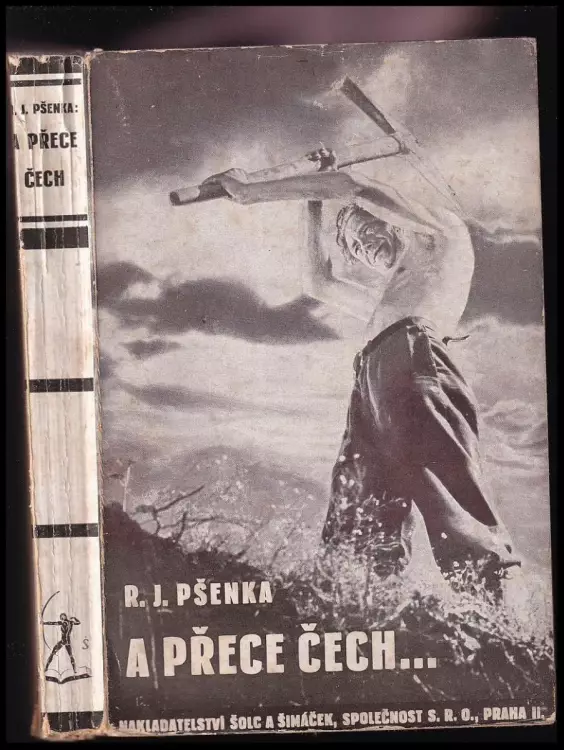 J. PŠENKA:
A PŘECE
ČECH
Š
R. J. PŠENKA
A PŘECE ČECH...
NAKLADATELSTVÍ ŠOLC A ŠIMÁČEK, SPOLEČNOST S. R. O., PRAHA II.